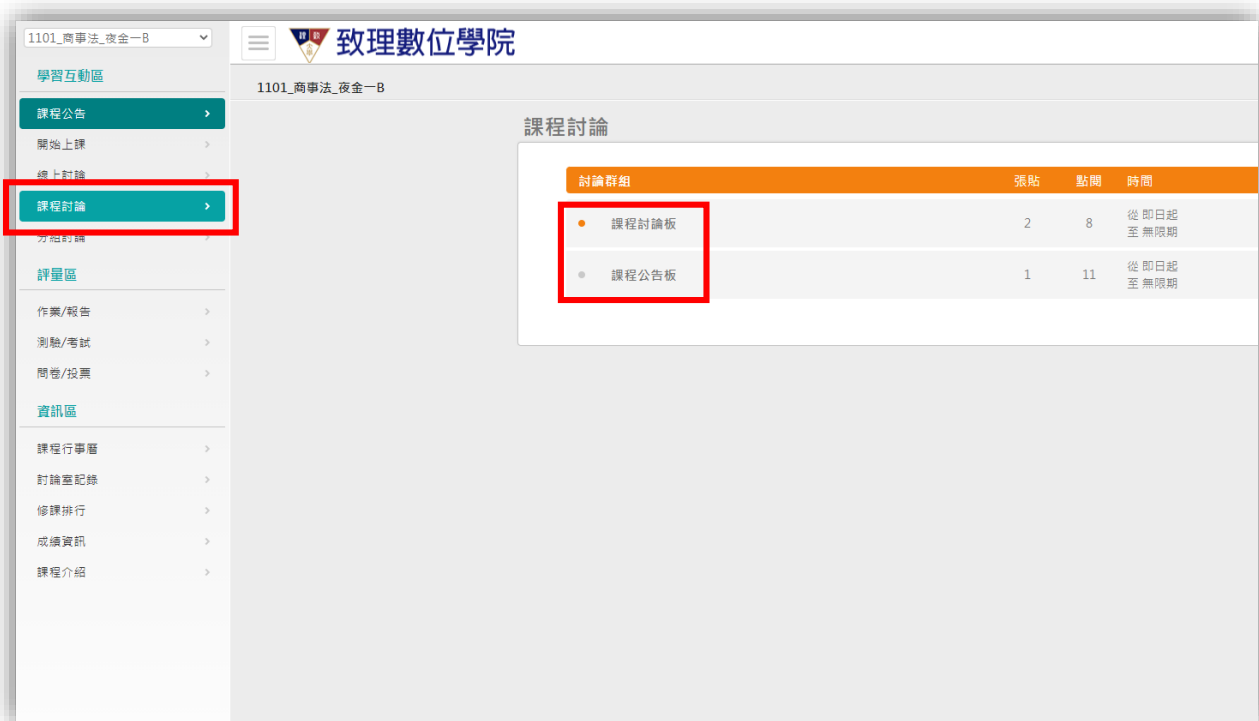 1101_商事法_夜金一B
致理數位學院
學習互動區
課程公告
開始上課
線上討論
課程討論
分組討論
評量區
作業/報告
測驗/考試
問卷/投票
資訊區
課程行事曆
討論室記錄
修課排行
成績資訊
課程介紹
1101_商事法_夜金一B
課程討論
討論群組 張貼 點閱 時間
課程討論板 2 8 從 即日起
至 無限期
課程公告板 1 11 從 即日起
至 無限期